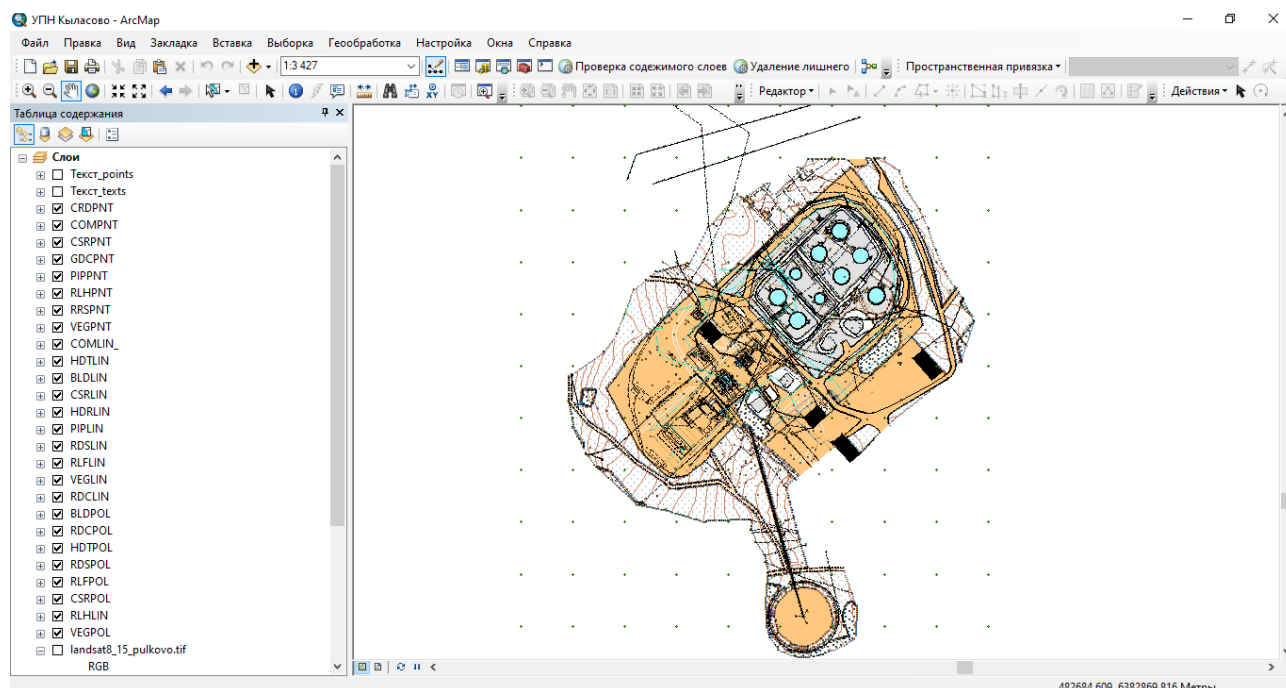 УПН Кыласово - ArcMap
Файл Правка Вид Закладка Вставка Выборка Геообработка Настройка Окна Справка
1:3 427 Проверка содежимого слоев Удаление лишнего Пространственная привязка
Редактор Действия
Таблица содержания
Слои
Текст_points
Текст_texts
CRDPNT
COMPNT
CSRPNT
GDCPNT
PIPPNT
RLHPNT
RRSPNT
VEGPNT
COMLIN_
HDTLIN
BLDLIN
CSRLIN
HDRLIN
PIPLIN
RDSLIN
RLFLIN
VEGLIN
RDCLIN
BLDPOL
RDCPOL
HDTPOL
RDSPOL
RLFPOL
CSRPOL
RLHLIN
VEGPOL
landsat8_15_pulkovo.tif
RGB
482684,609 6382869,816 Метры